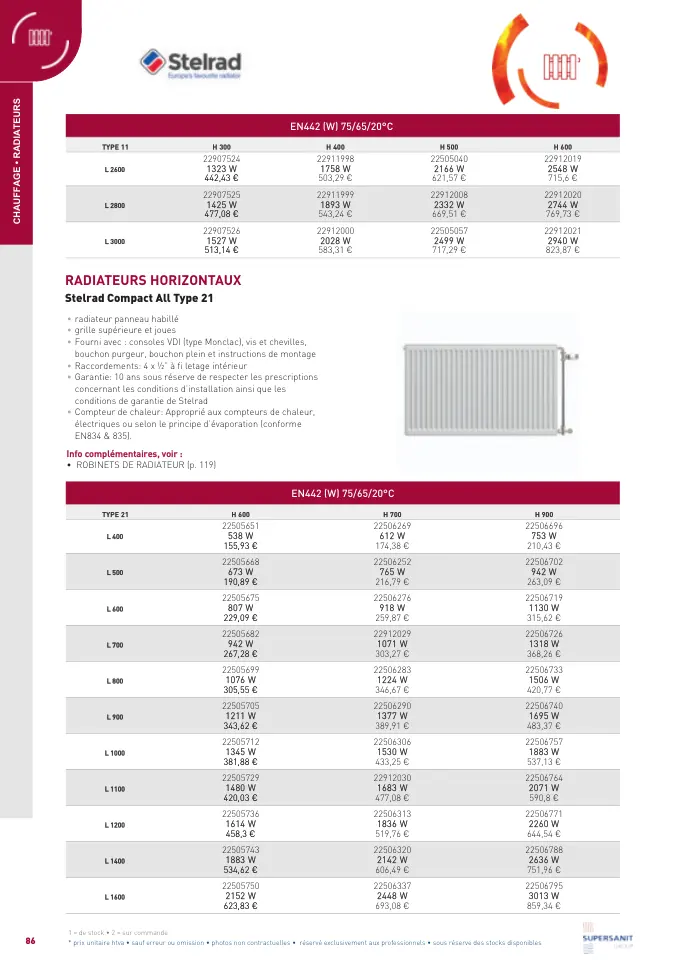 Stelrad
Europe's favourite radiator
CHAUFFAGE • RADIATEURS
EN442 (W) 75/65/20°C
TYPE 11 H 300 H 400 H 500 H 600
22907524 22911998 22505040 22912019
L 2600 1323 W 1758 W 2166 W 2548 W
442,43 € 503,29 € 621,57 € 715,6 €
22907525 22911999 22912008 22912020
L 2800 1425 W 1893 W 2332 W 2744 W
477,08 € 543,24 € 669,51 € 769,73 €
22907526 22912000 22505057 22912021
L 3000 1527 W 2028 W 2499 W 2940 W
513,14 € 583,31 € 717,29 € 823,87 €
RADIATEURS HORIZONTAUX
Stelrad Compact All Type 21
• radiateur panneau habillé
• grille supérieure et joues
• Fourni avec : consoles VDI (type Monclac), vis et chevilles,
bouchon purgeur, bouchon plein et instructions de montage
• Raccordements: 4 x ½" à fi letage intérieur
• Garantie: 10 ans sous réserve de respecter les prescriptions
concernant les conditions d'installation ainsi que les
conditions de garantie de Stelrad
• Compteur de chaleur: Approprié aux compteurs de chaleur,
électriques ou selon le principe d'évaporation (conforme
EN834 & 835).
Info complémentaires, voir :
• ROBINETS DE RADIATEUR (p. 119)
EN442 (W) 75/65/20°C
TYPE 21 H 600 H 700 H 900
22505651 22506269 22506696
L 400 538 W 612 W 753 W
155,93 € 174,38 € 210,43 €
22505668 22506252 22506702
L 500 673 W 765 W 942 W
190,89 € 216,79 € 263,09 €
22505675 22506276 22506719
L 600 807 W 918 W 1130 W
229,09 € 259,87 € 315,62 €
22505682 22912029 22506726
L 700 942 W 1071 W 1318 W
267,28 € 303,27 € 368,26 €
22505699 22506283 22506733
L 800 1076 W 1224 W 1506 W
305,55 € 346,67 € 420,77 €
22505705 22506290 22506740
L 900 1211 W 1377 W 1695 W
343,62 € 389,91 € 483,37 €
22505712 22506306 22506757
L 1000 1345 W 1530 W 1883 W
381,88 € 433,25 € 537,13 €
22505729 22912030 22506764
L 1100 1480 W 1683 W 2071 W
420,03 € 477,08 € 590,8 €
22505736 22506313 22506771
L 1200 1614 W 1836 W 2260 W
458,3 € 519,76 € 644,54 €
22505743 22506320 22506788
L 1400 1883 W 2142 W 2636 W
534,62 € 606,49 € 751,96 €
22505750 22506337 22506795
L 1600 2152 W 2448 W 3013 W
623,83 € 693,08 € 859,34 €
1 = de stock • 2 = sur commande
86 * prix unitaire htva • sauf erreur ou omission • photos non contractuelles • réservé exclusivement aux professionnels • sous réserve des stocks disponibles
SUPERSANIT
GROUP